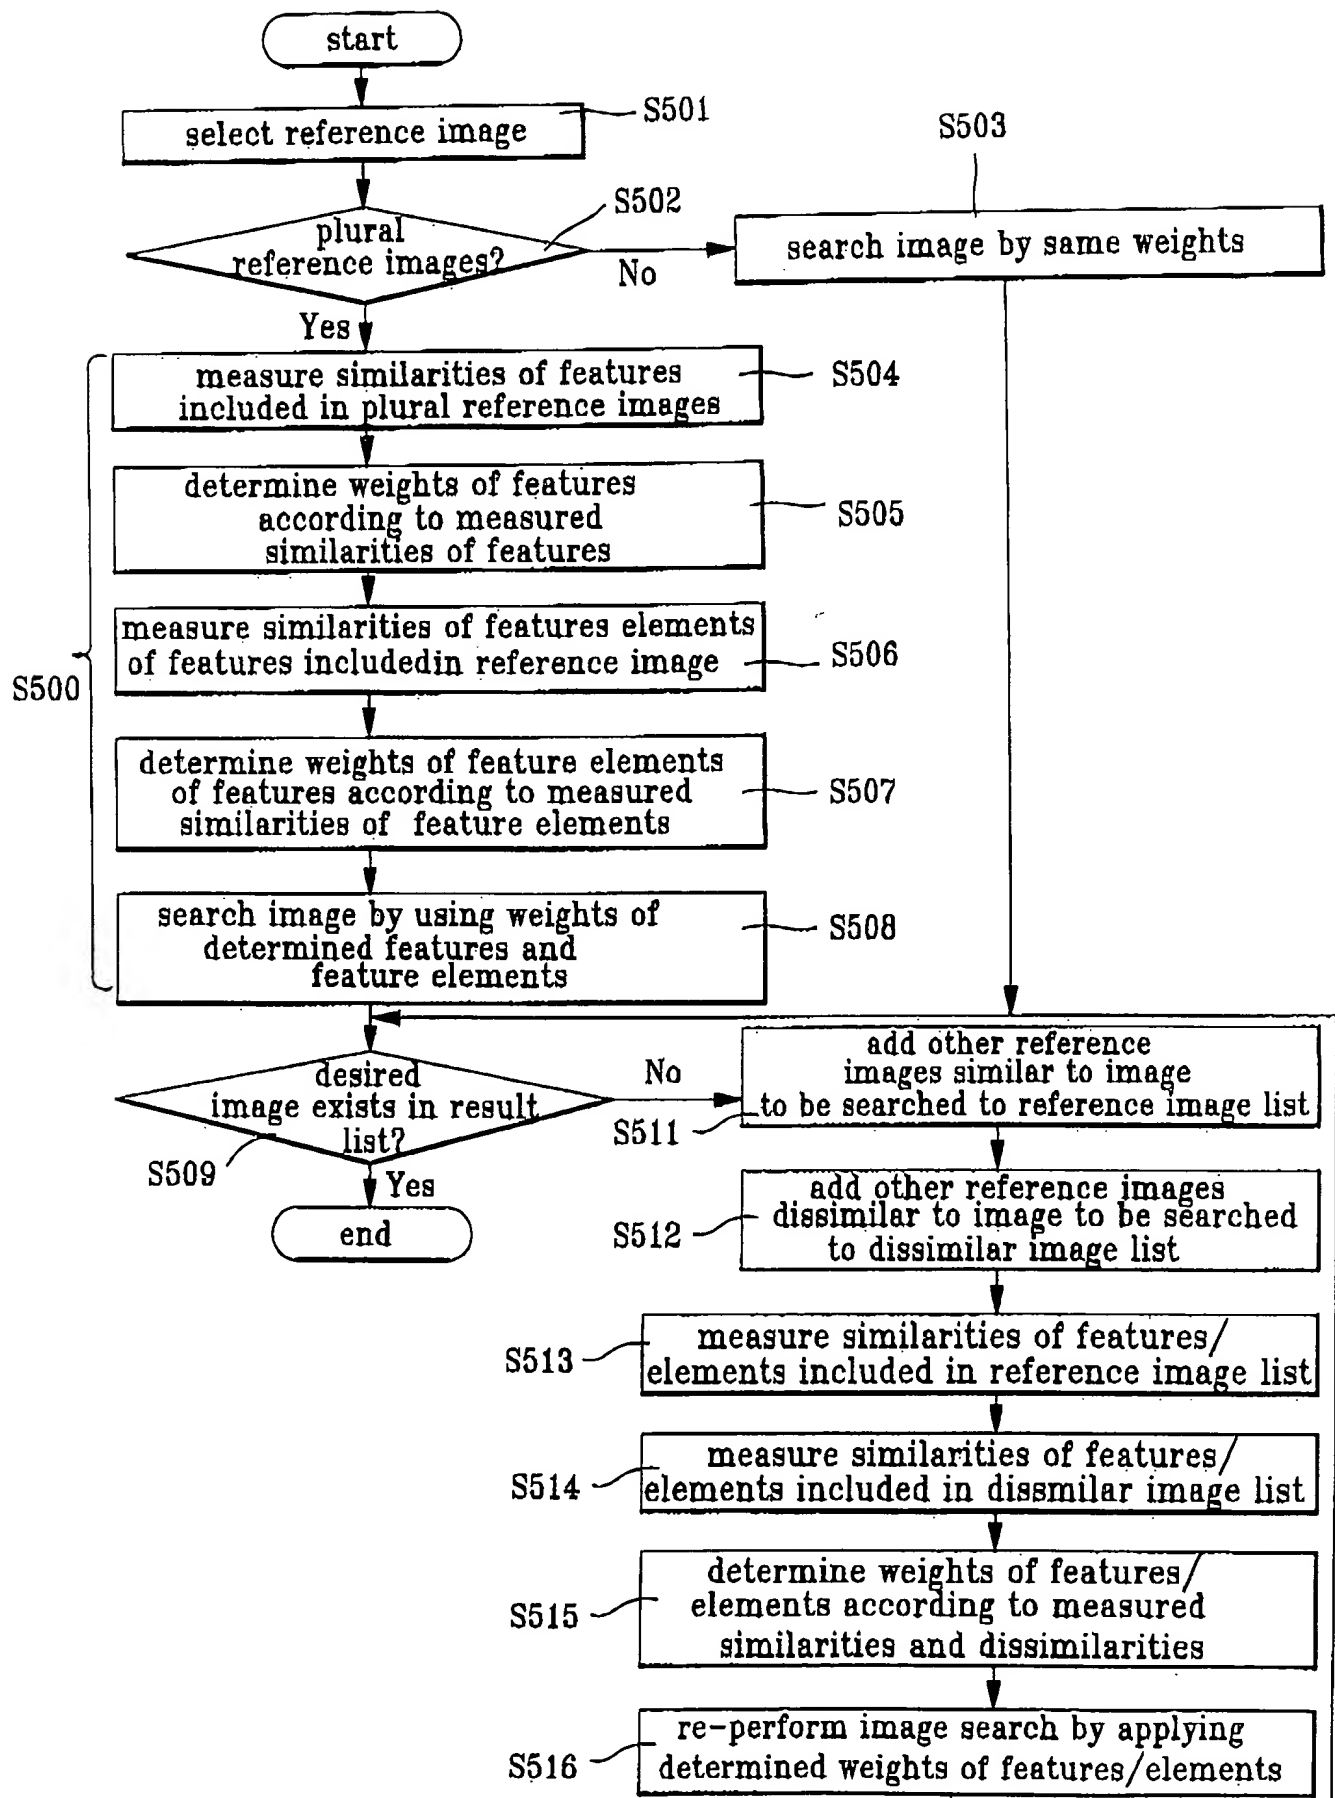 start
select reference image
S501
S503
S502
plural
reference images?
No
search image by same weights
Yes
measure similarities of features
included in plural reference images
S504
determine weights of features
according to measured
similarities of features
S505
measure similarities of features elements
of features includedin reference image
S506
S500
determine weights of feature elements
of features according to measured
similarities of feature elements
S507
search image by using weights of
determined features and
feature elements
S508
desired
image exists in result
list?
No
S509
Yes
end
add other reference
images similar to image
to be searched to reference image list
S511
add other reference images
dissimilar to image to be searched
to dissimilar image list
S512
measure similarities of features/
elements included in reference image list
S513
measure similarities of features/
elements included in dissmilar image list
S514
determine weights of features/
elements according to measured
similarities and dissimilarities
S515
re-perform image search by applying
determined weights of features/elements
S516